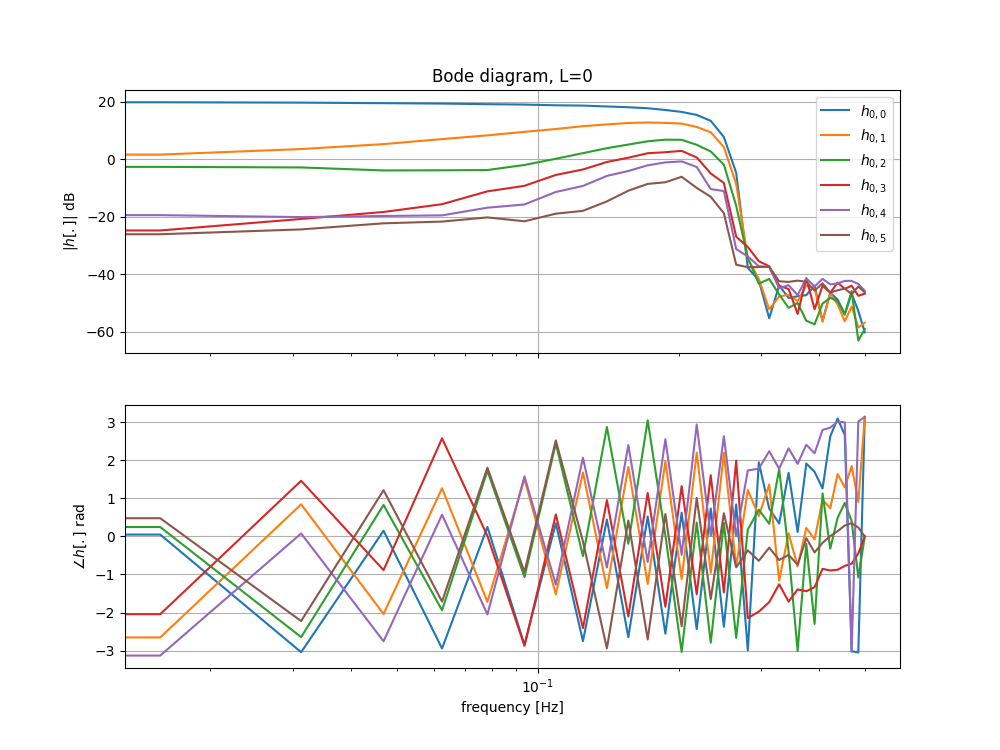 Bode diagram, L=0
20
0
−20
−40
−60
|h[.]| dB
h0,0
h0,1
h0,2
h0,3
h0,4
h0,5
3
2
1
0
−1
−2
−3
∠h[.] rad
10−1
frequency [Hz]